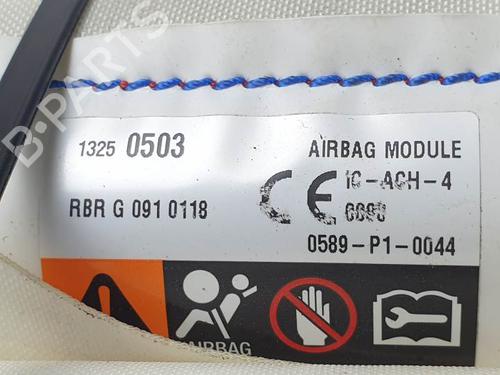 B-PARTS
1325 0503
AIRBAG MODULE
IC-ACH-4
RBR G 091 0118
CE
0589-P1-0044
AIRBAG